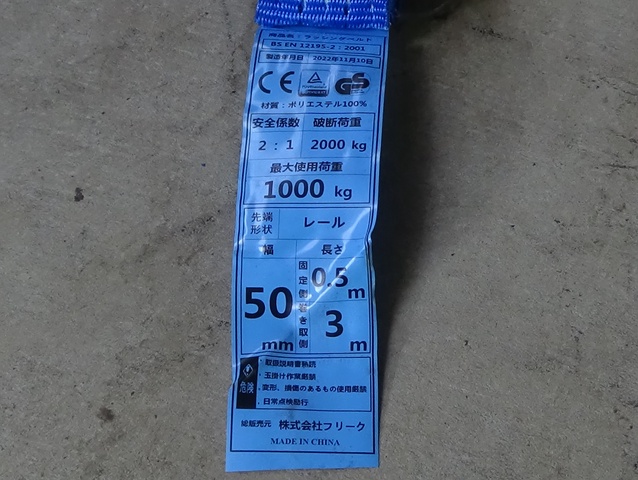 商品名：ラッシングベルト
BS EN 12195-2：2001
製造年月日 2022年11月10日
CE GS
材質：ポリエステル100%
安全係数 破断荷重
2：1 2000 kg
最大使用荷重
1000 kg
先端形状 レール
幅 長さ
50 mm
固定側 0.5 m
巻き取側 3 m
危険
・取扱説明書熟読
・玉掛け作業厳禁
・変形、損傷のあるもの使用厳禁
・日常点検励行
総販売元 株式会社フリーク
MADE IN CHINA